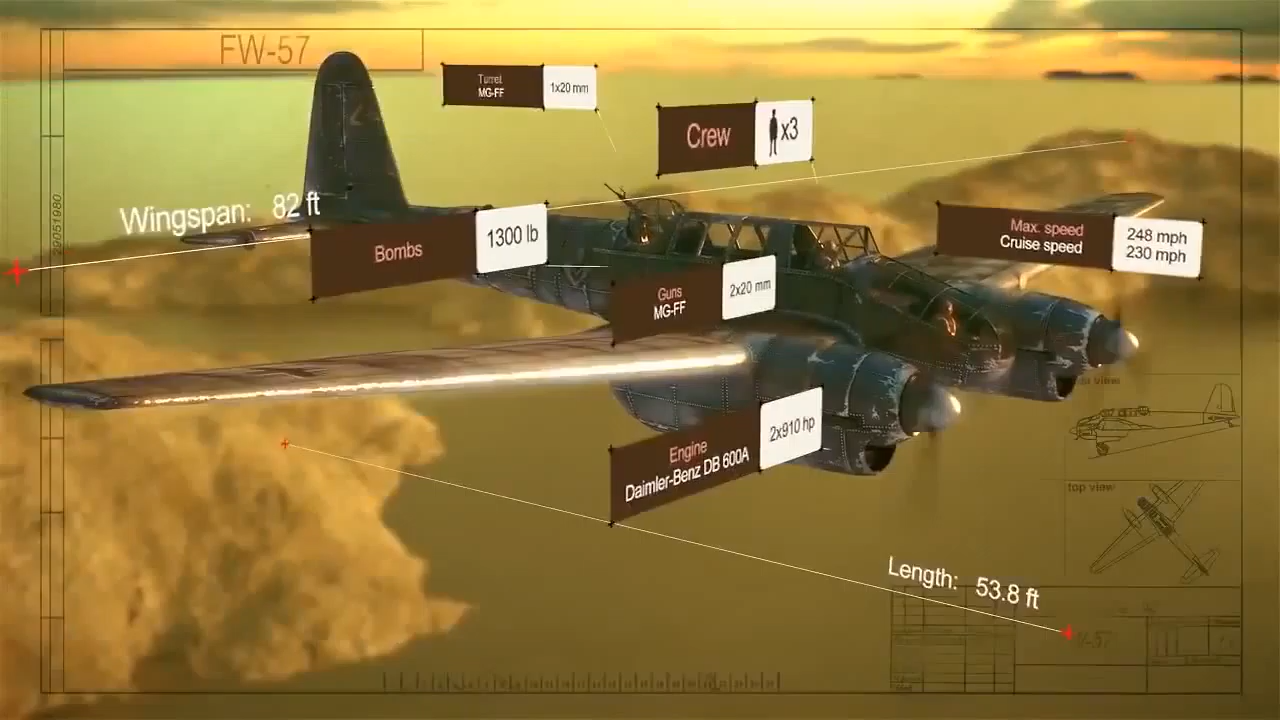 FW-57
Turret
MG-FF
1x20 mm
Crew
x3
Wingspan: 82 ft
29051980
Bombs
1300 lb
Max. speed
Cruise speed
248 mph
230 mph
Guns
MG-FF
2x20 mm
Engine
Daimler-Benz DB 600A
2x910 hp
view
top view
Length: 53.8 ft